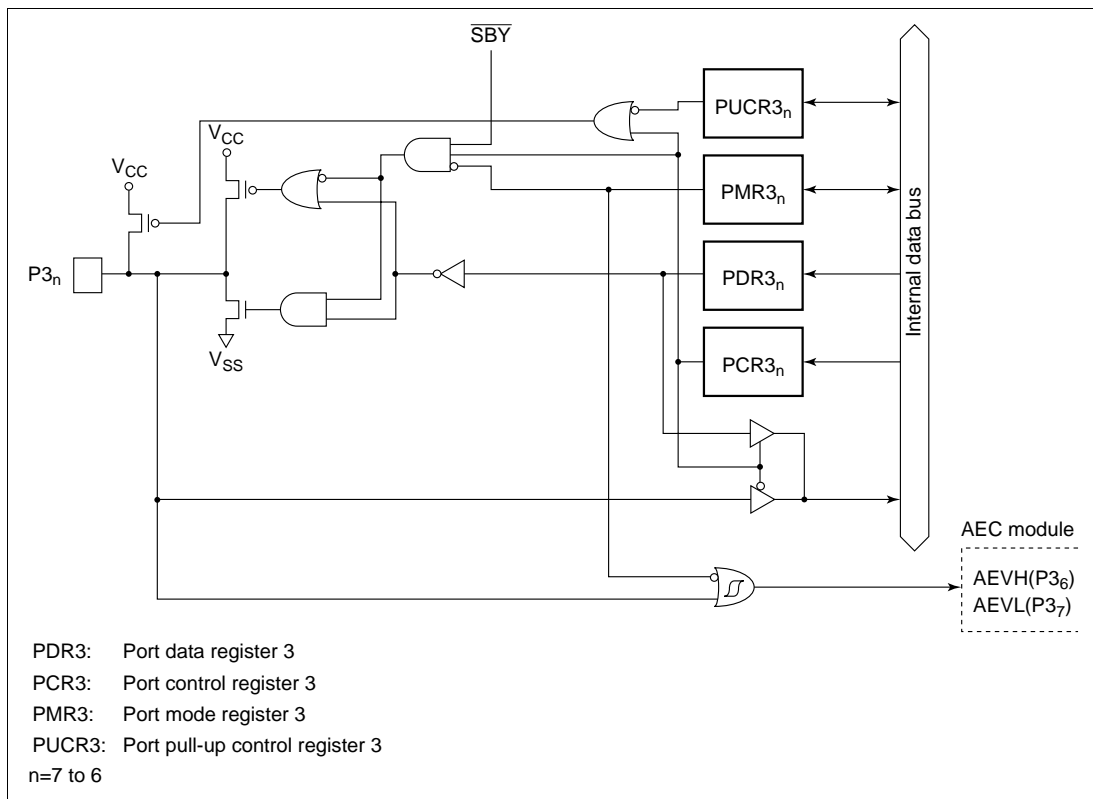 SBY
PUCR3n
VCC
VCC
PMR3n
PDR3n
P3n
VSS
PCR3n
Internal data bus
AEC module
AEVH(P36)
AEVL(P37)
PDR3: Port data register 3
PCR3: Port control register 3
PMR3: Port mode register 3
PUCR3: Port pull-up control register 3
n=7 to 6